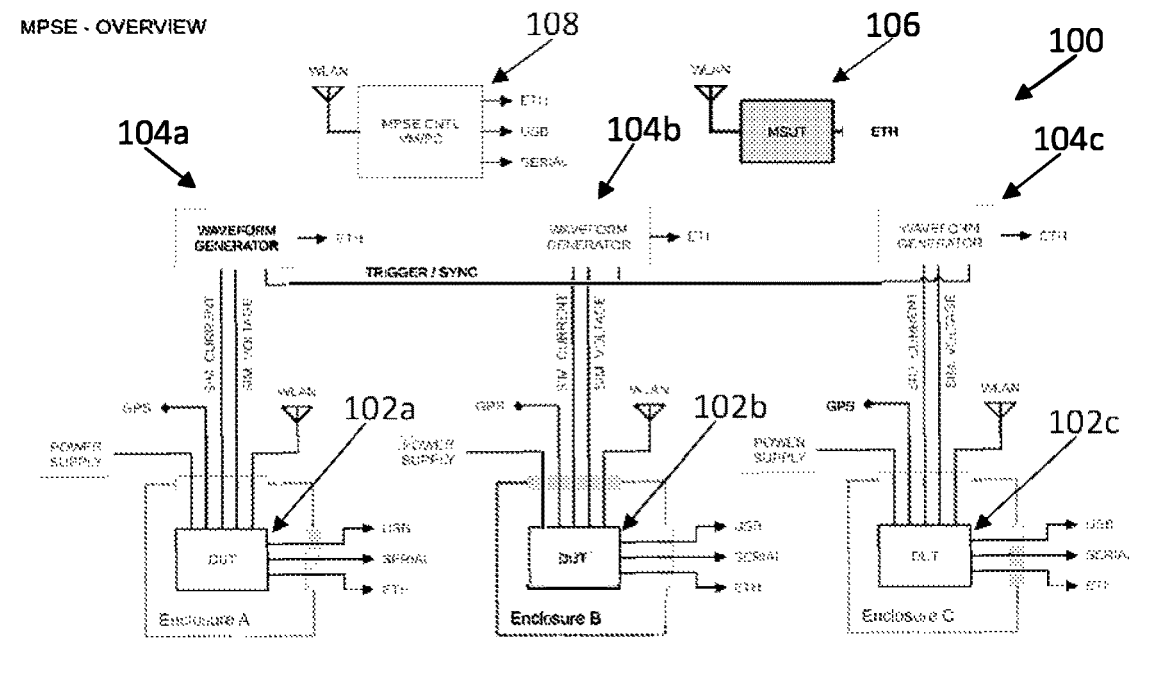 MPSE - OVERVIEW
108
106
100
WLAN
WLAN
ETH
104a
MPSE CNTL
VM/PC
USB
104b
MSUT
ETH
104c
SERIAL
WAVEFORM
GENERATOR
ETH
WAVEFORM
GENERATOR
ETH
WAVEFORM
GENERATOR
ETH
TRIGGER / SYNC
SIM. CURRENT
SIM. VOLTAGE
SIM. CURRENT
SIM. VOLTAGE
SIM. CURRENT
SIM. VOLTAGE
WLAN
WLAN
WLAN
GPS
102a
GPS
102b
GPS
102c
POWER
SUPPLY
POWER
SUPPLY
POWER
SUPPLY
DUT
USB
SERIAL
ETH
DUT
USB
SERIAL
ETH
DUT
USB
SERIAL
ETH
Enclosure A
Enclosure B
Enclosure C